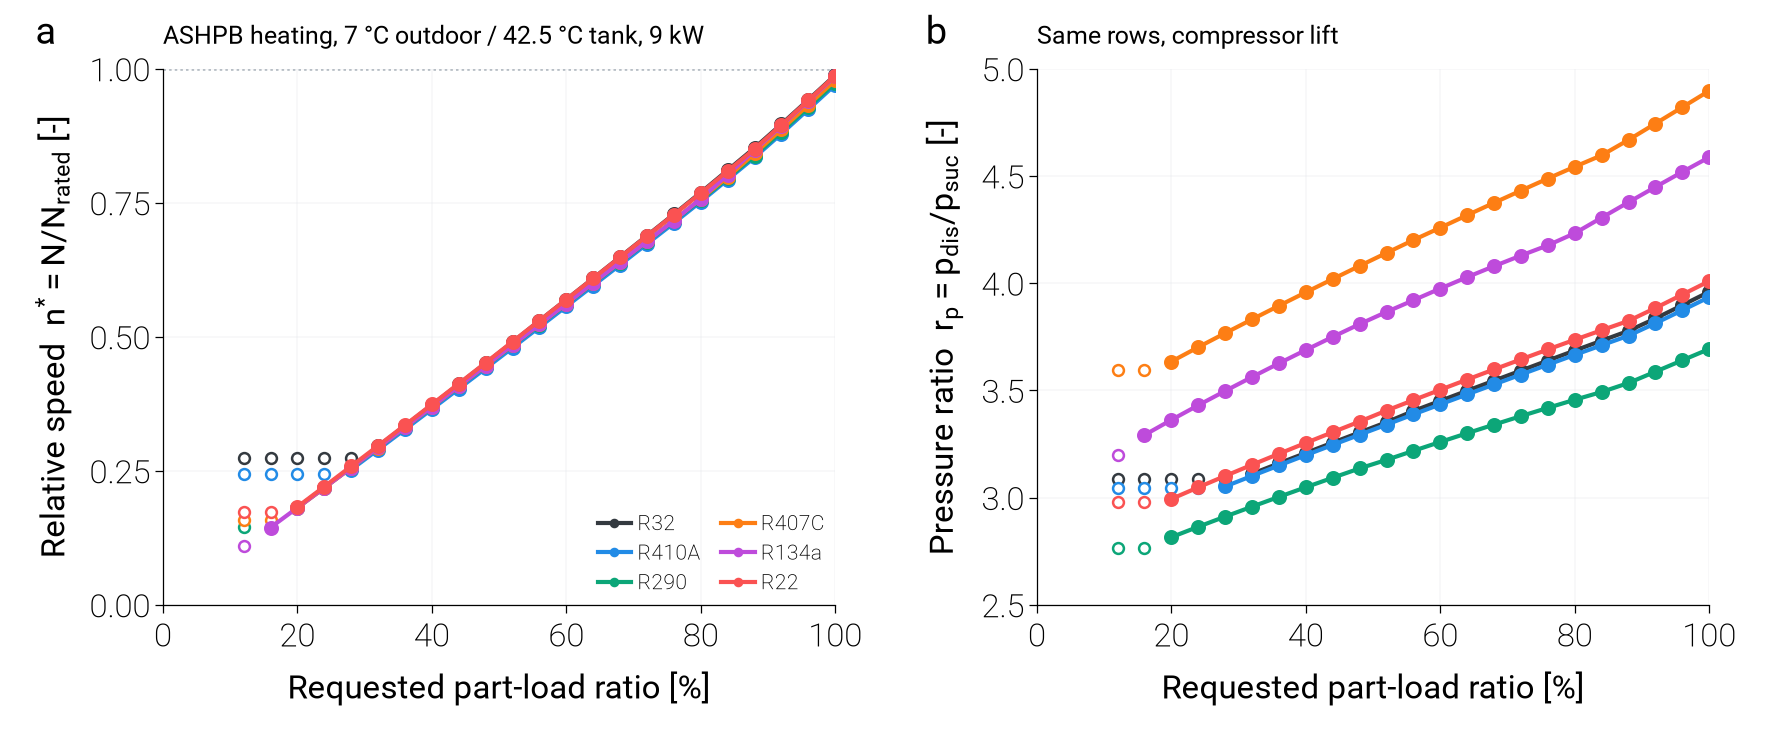 a
ASHPB heating, 7 °C outdoor / 42.5 °C tank, 9 kW
Relative speed n* = N/Nrated [-]
1.00
0.75
0.50
0.25
0.00
0
20
40
60
80
100
Requested part-load ratio [%]
R32
R410A
R290
R407C
R134a
R22
b
Same rows, compressor lift
Pressure ratio rp = pdis/psuc [-]
5.0
4.5
4.0
3.5
3.0
2.5
0
20
40
60
80
100
Requested part-load ratio [%]